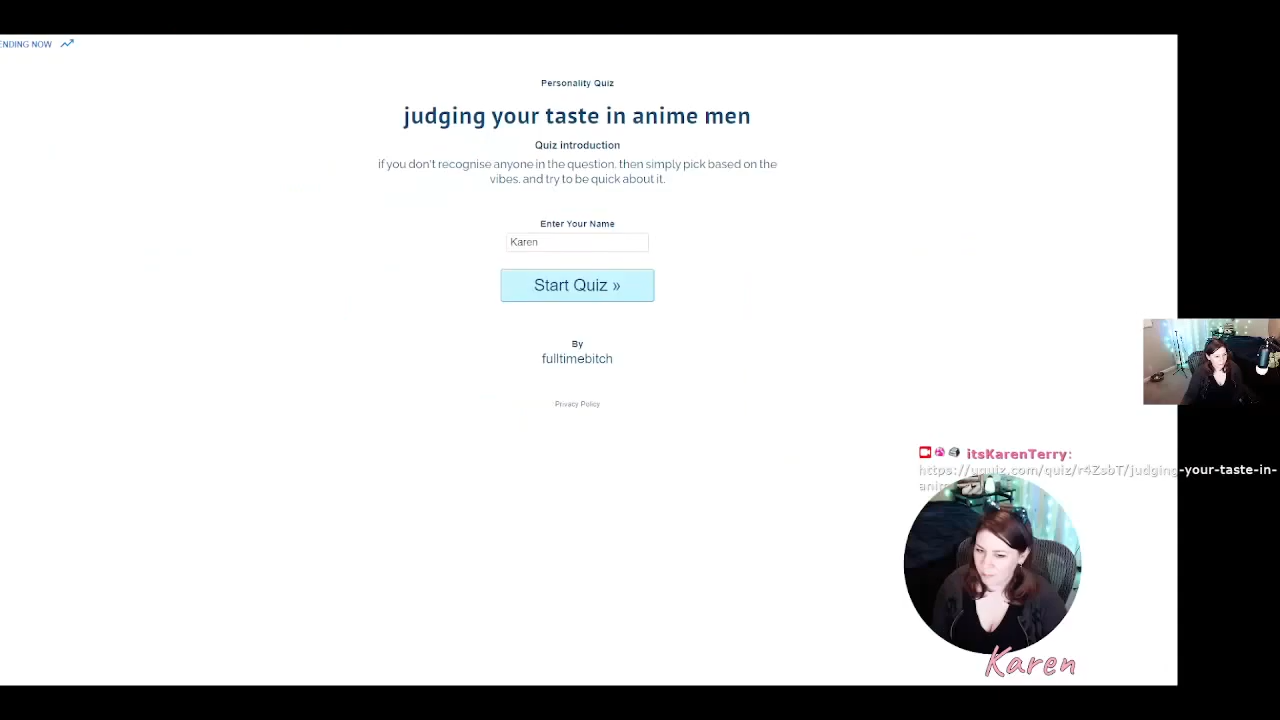 ENDING NOW
Personality Quiz
judging your taste in anime men
Quiz introduction
if you don't recognise anyone in the question, then simply pick based on the
vibes. and try to be quick about it.
Enter Your Name
Karen
Start Quiz »
By
fulltimebitch
Privacy Policy
itsKarenTerry:
https://uquiz.com/quiz/r4ZsbT/judging-your-taste-in-
anim
Karen